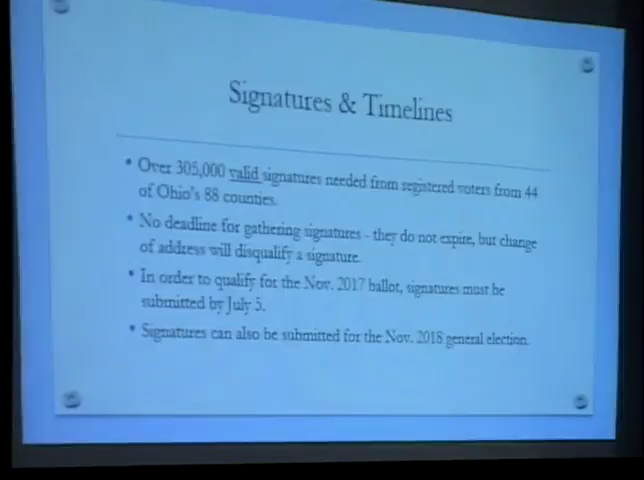 Signatures & Timelines
• Over 305,000 valid signatures needed from registered voters from 44
of Ohio's 88 counties.
• No deadline for gathering signatures - they do not expire, but change
of address will disqualify a signature.
• In order to qualify for the Nov. 2017 ballot, signatures must be
submitted by July 5.
• Signatures can also be submitted for the Nov. 2018 general election.